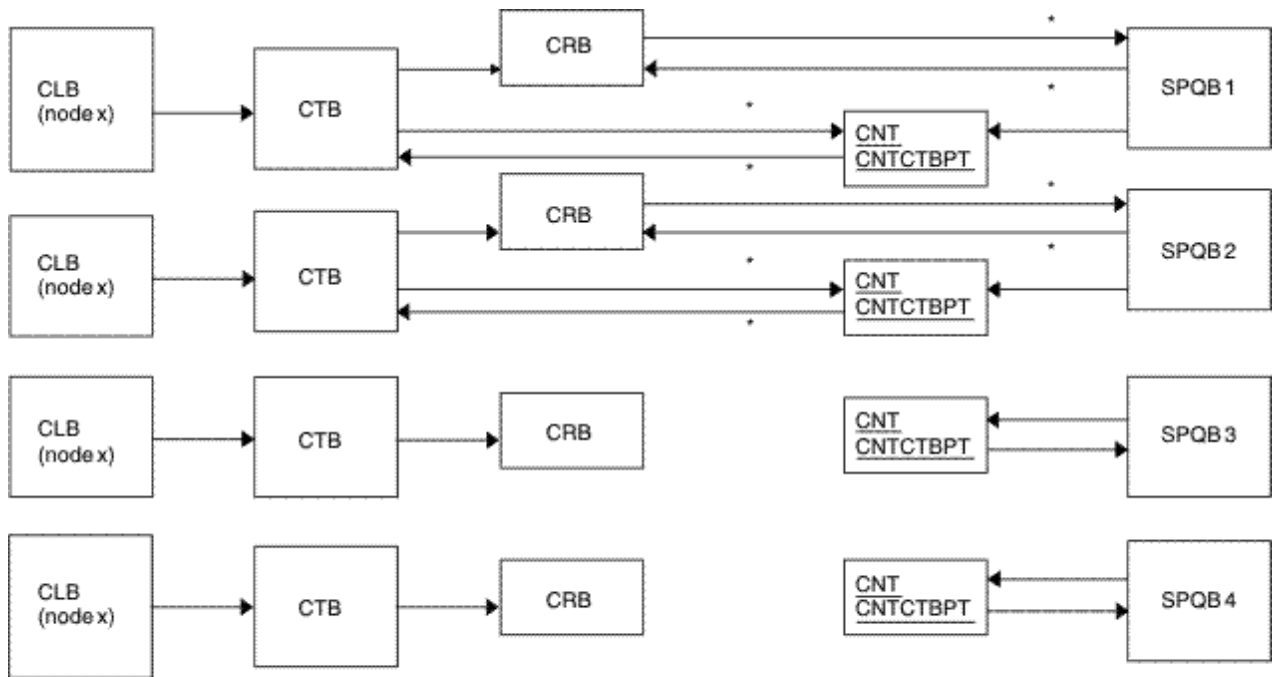 CRB
*
CLB
(node x)
CTB
*
SPQB 1
*
CNT
CNTCTBPT
*
*
CRB
*
CLB
(node x)
CTB
*
SPQB 2
CNT
CNTCTBPT
*
CLB
(node x)
CTB
CRB
CNT
CNTCTBPT
SPQB 3
CLB
(node x)
CTB
CRB
CNT
CNTCTBPT
SPQB 4